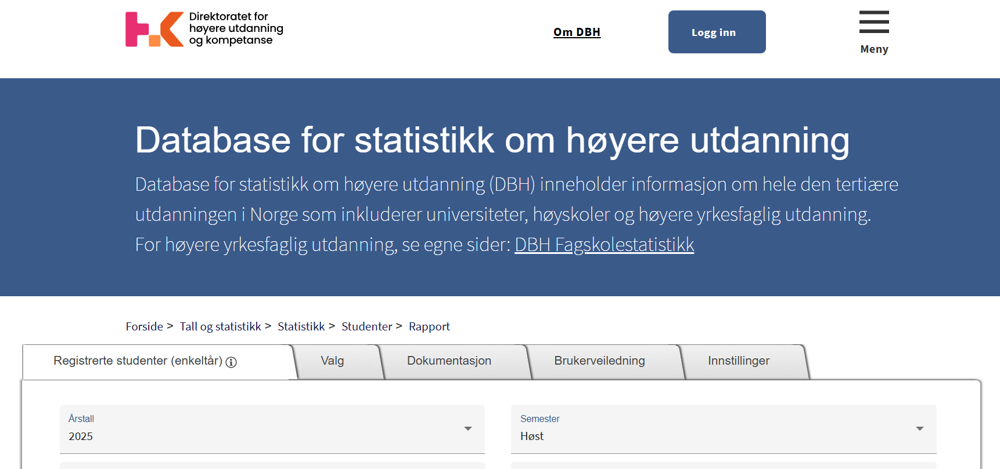 Direktoratet for
høyere utdanning
og kompetanse
Om DBH
Logg inn
Meny
Database for statistikk om høyere utdanning
Database for statistikk om høyere utdanning (DBH) inneholder informasjon om hele den tertiære
utdanningen i Norge som inkluderer universiteter, høyskoler og høyere yrkesfaglig utdanning.
For høyere yrkesfaglig utdanning, se egne sider: DBH Fagskolestatistikk
Forside > Tall og statistikk > Statistikk > Studenter > Rapport
Registrerte studenter (enkeltår) Valg Dokumentasjon Brukerveiledning Innstillinger
Årstall
2025
Semester
Høst